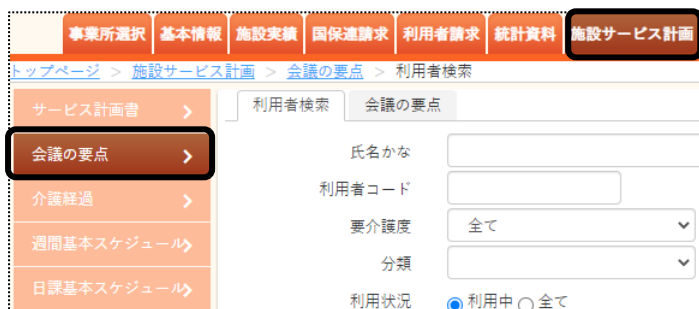 事業所選択 基本情報 施設実績 国保連請求 利用者請求 統計資料 施設サービス計画
トップページ > 施設サービス計画 > 会議の要点 > 利用者検索
サービス計画書
会議の要点
介護経過
週間基本スケジュール
日課基本スケジュール
利用者検索 会議の要点
氏名かな
利用者コード
要介護度 全て
分類
利用状況 利用中 全て